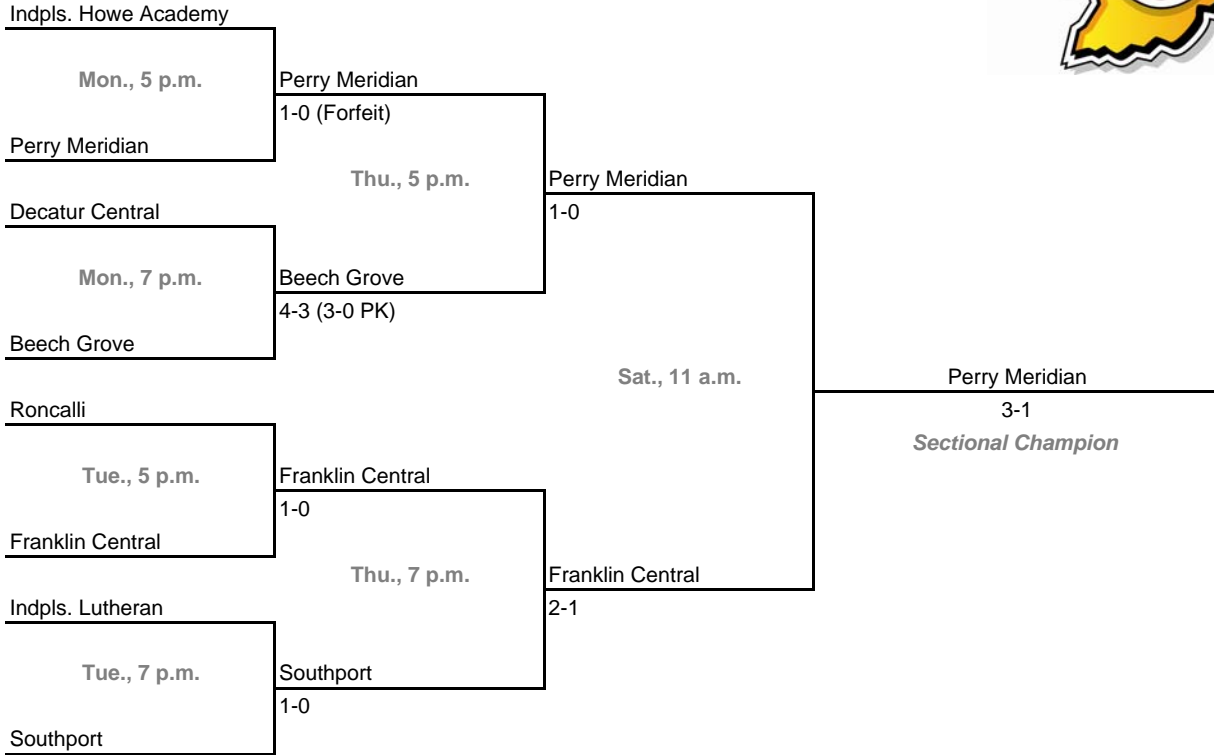 Indpls. Howe Academy
Mon., 5 p.m.
Perry Meridian
1-0 (Forfeit)
Perry Meridian
Thu., 5 p.m.
Perry Meridian
Decatur Central
1-0
Mon., 7 p.m.
Beech Grove
4-3 (3-0 PK)
Beech Grove
Sat., 11 a.m.
Perry Meridian
Roncalli
3-1
Sectional Champion
Tue., 5 p.m.
Franklin Central
1-0
Franklin Central
Thu., 7 p.m.
Franklin Central
Indpls. Lutheran
2-1
Tue., 7 p.m.
Southport
1-0
Southport